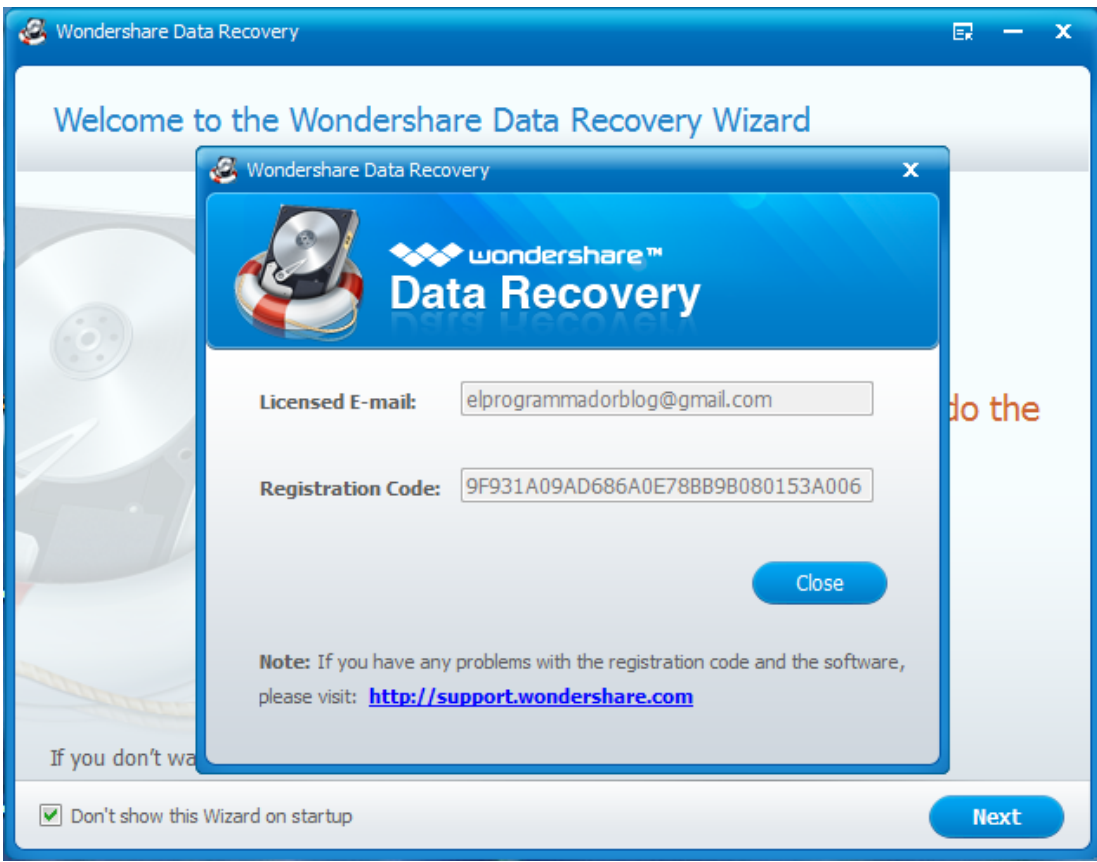 Wondershare Data Recovery
Welcome to the Wondershare Data Recovery Wizard
Wondershare Data Recovery
wondershare™
Data Recovery
Licensed E-mail: elprogrammadorblog@gmail.com
do the
Registration Code: 9F931A09AD686A0E78BB9B080153A006
Close
Note: If you have any problems with the registration code and the software,
please visit: http://support.wondershare.com
If you don't wa
Don't show this Wizard on startup
Next